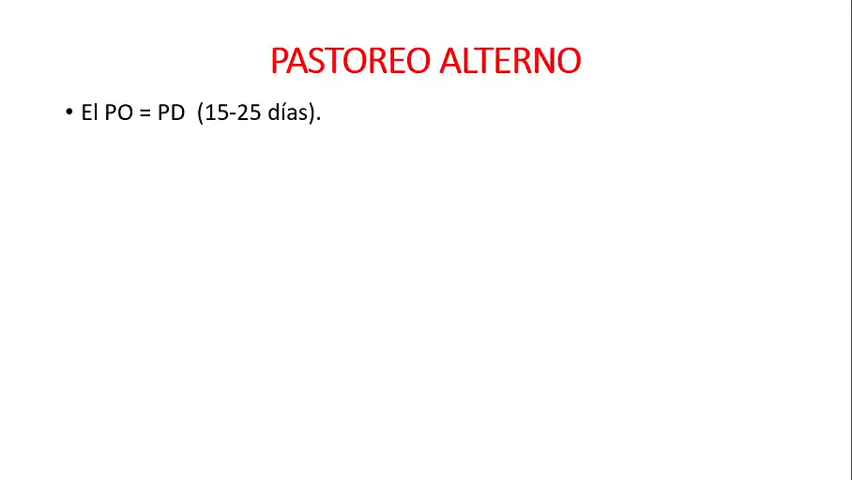 PASTOREO ALTERNO
• El PO = PD (15-25 días).